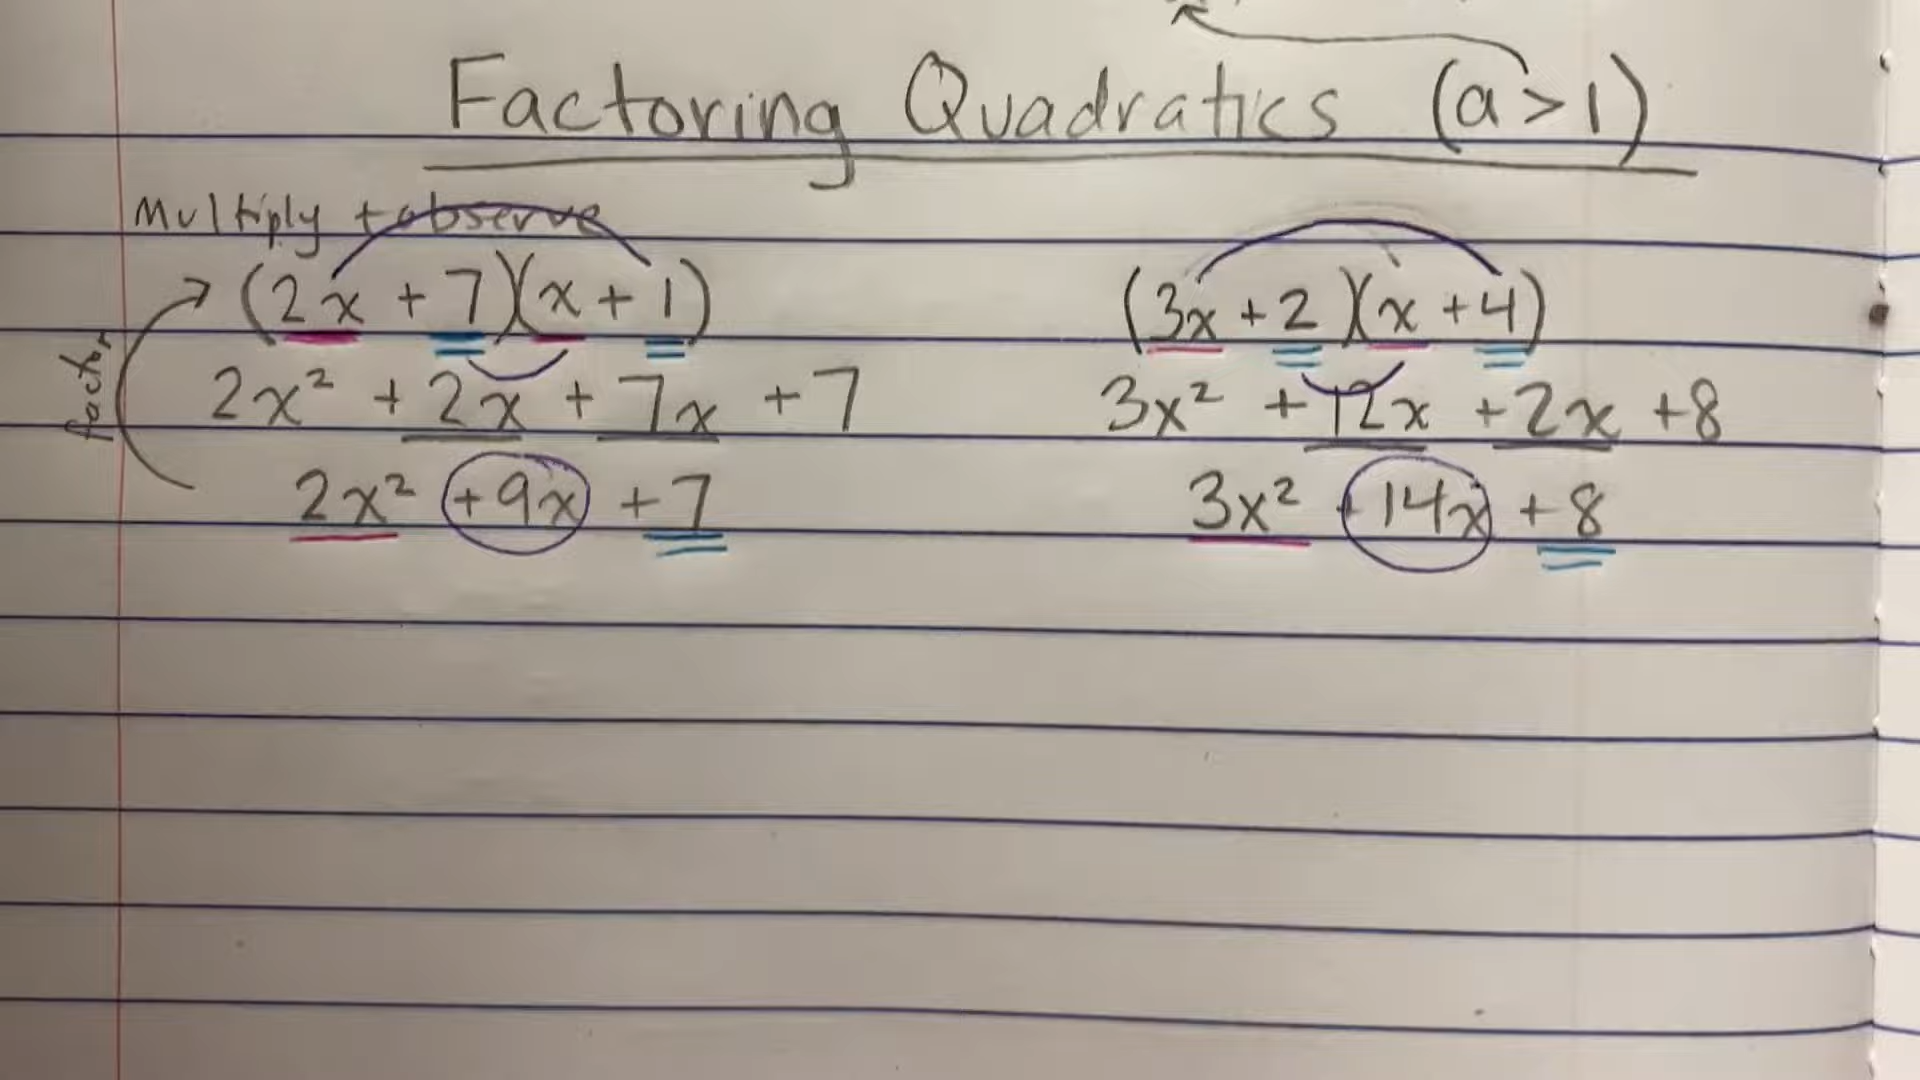 Factoring Quadratics (a > 1)
Multiply + observe
(2x + 7)(x + 1)
2x² + 2x + 7x + 7
2x² + 9x + 7
factor
(3x + 2)(x + 4)
3x² + 12x + 2x + 8
3x² + 14x + 8